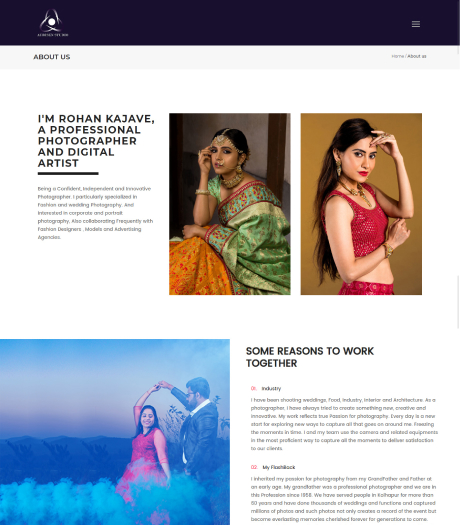 ABOUT US
Home / About us
I'M ROHAN KAJAVE,
A PROFESSIONAL
PHOTOGRAPHER
AND DIGITAL
ARTIST
Being a Confident, Independent and Innovative
Photographer. I particularly specialized in
Fashion and wedding Photography. And
interested in corporate and portrait
photography, Also collaborating Frequently with
Fashion Designers , Models and Advertising
Agencies.
SOME REASONS TO WORK
TOGETHER
01. Industry
I have been shooting weddings, Food, Industry, Interior and Architecture. As a
photographer, I have always tried to create something new, creative and
innovative. My work reflects true Passion for photography. Every day is a new
start for exploring new ways to capture all that goes on around me. Freezing
the moments in time. I and my team use the camera and related equipments
in the most proficient way to capture all the moments to deliver satisfaction
to our clients.
02. My FlashBack
I inherited my passion for photography from my Grandfather and Father at
an early age. My grandfather was a professional photographer and we are in
this Profession since 1958. We have served people in Kolhapur for more than
60 years and have done thousands of weddings and functions and captured
millions of photos and such photos not only creates a record of the event but
become everlasting memories cherished forever for generations to come.